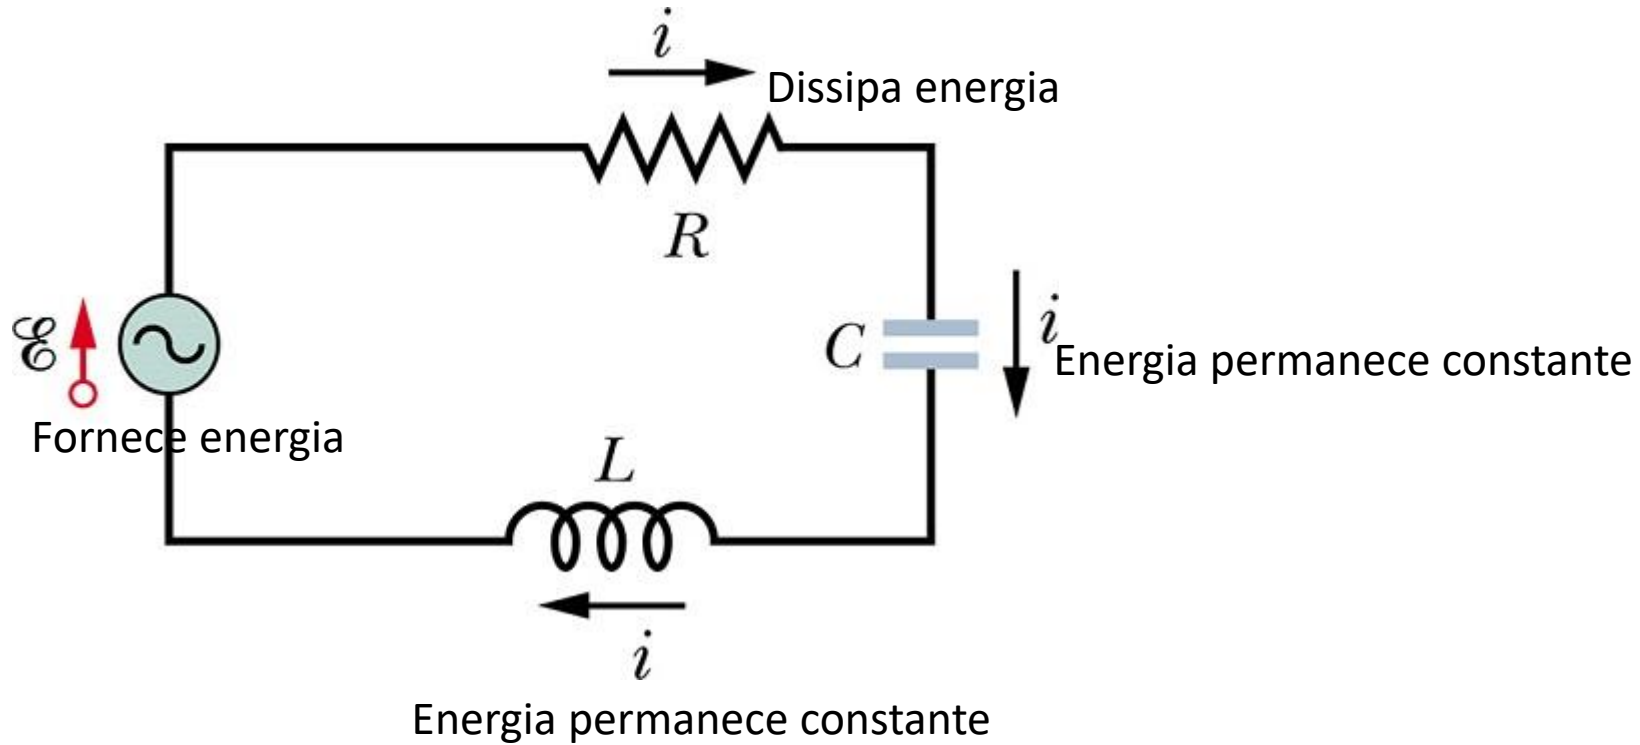 i
Dissipa energia
R
ℰ
C
i
Energia permanece constante
Fornece energia
L
i
Energia permanece constante